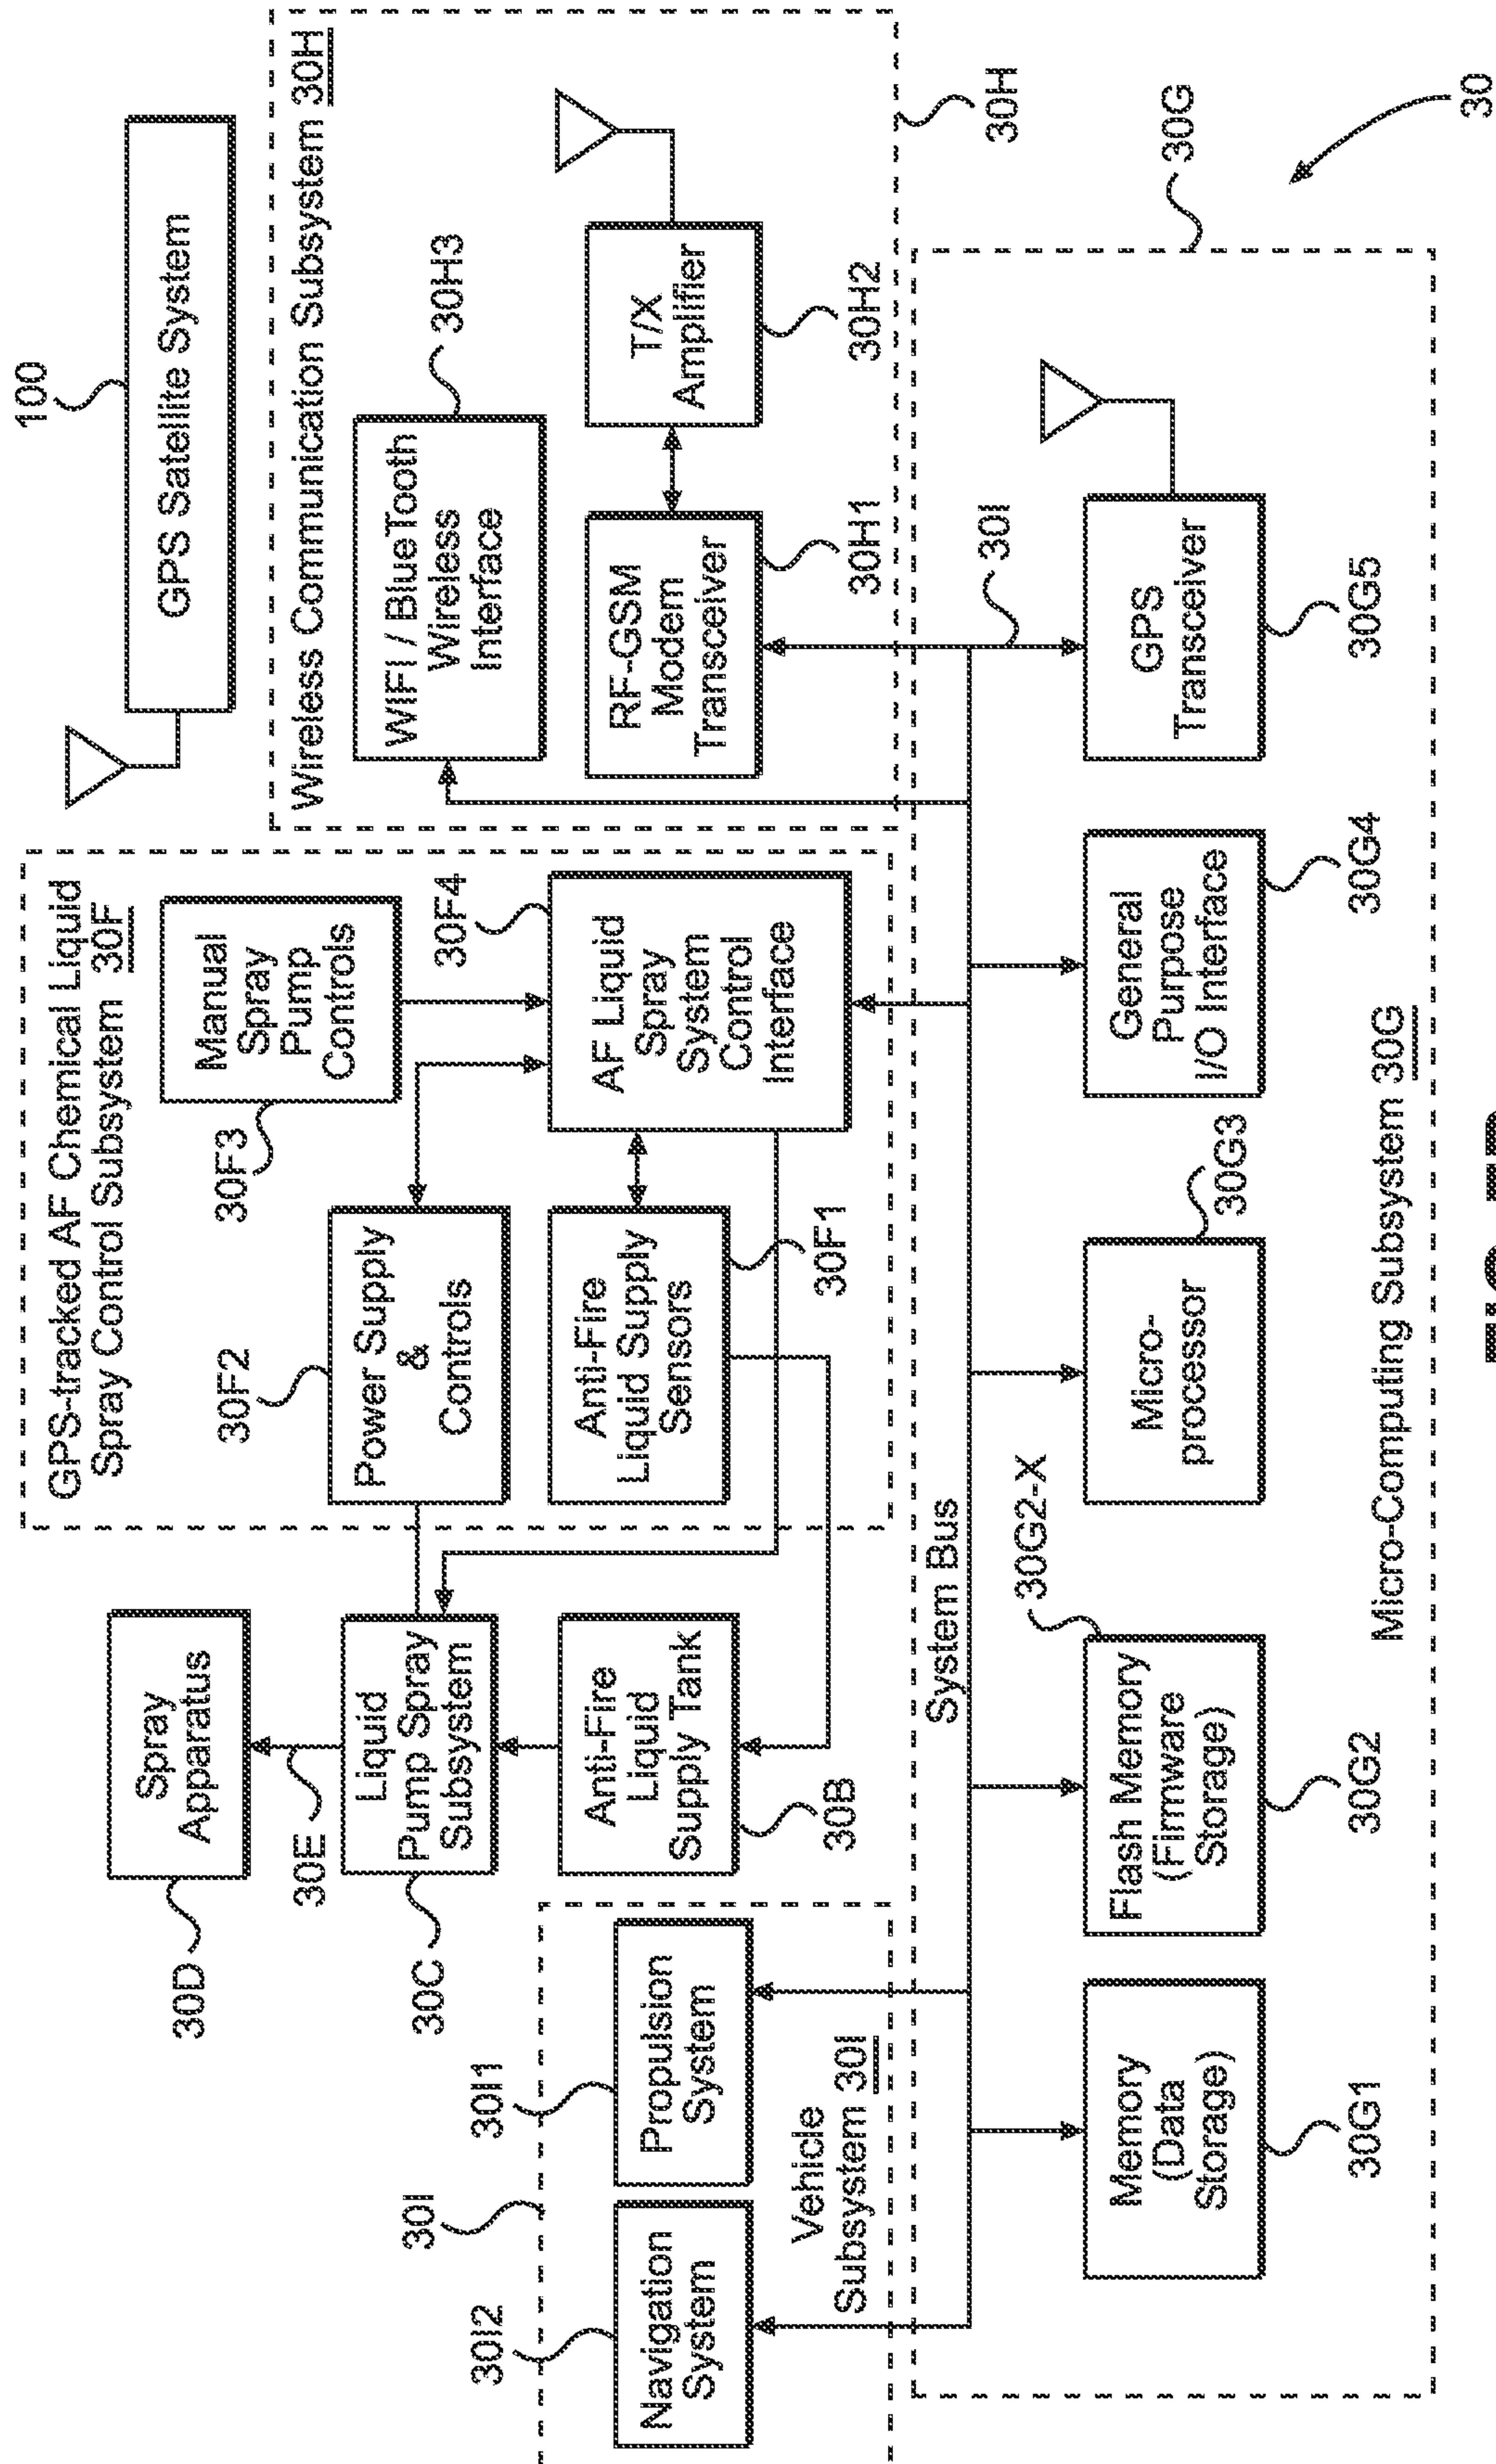 100
GPS Satellite System
GPS-tracked AF Chemical Liquid
Spray Control Subsystem 30F
Manual
Spray
Pump
Controls
30F3
30F2
Power Supply
&
Controls
30F4
AF Liquid
Spray
System
Control
Interface
Anti-Fire
Liquid Supply
Sensors
30F1
Wireless Communication Subsystem 30H
WIFI / BlueTooth
Wireless
Interface
30H3
RF-GSM
Modem
Transceiver
30H1
T/X
Amplifier
30H2
30H
30D
Spray
Apparatus
30E
30C
Liquid
Pump Spray
Subsystem
Anti-Fire
Liquid
Supply Tank
30B
30I
30I2
30I1
Navigation
System
Propulsion
System
Vehicle
Subsystem 30I
System Bus
30I
30G
30
Memory
(Data
Storage)
30G1
30G2-X
Flash Memory
(Firmware
Storage)
30G2
Micro-
processor
30G3
General
Purpose
I/O Interface
30G4
GPS
Transceiver
30G5
Micro-Computing Subsystem 30G